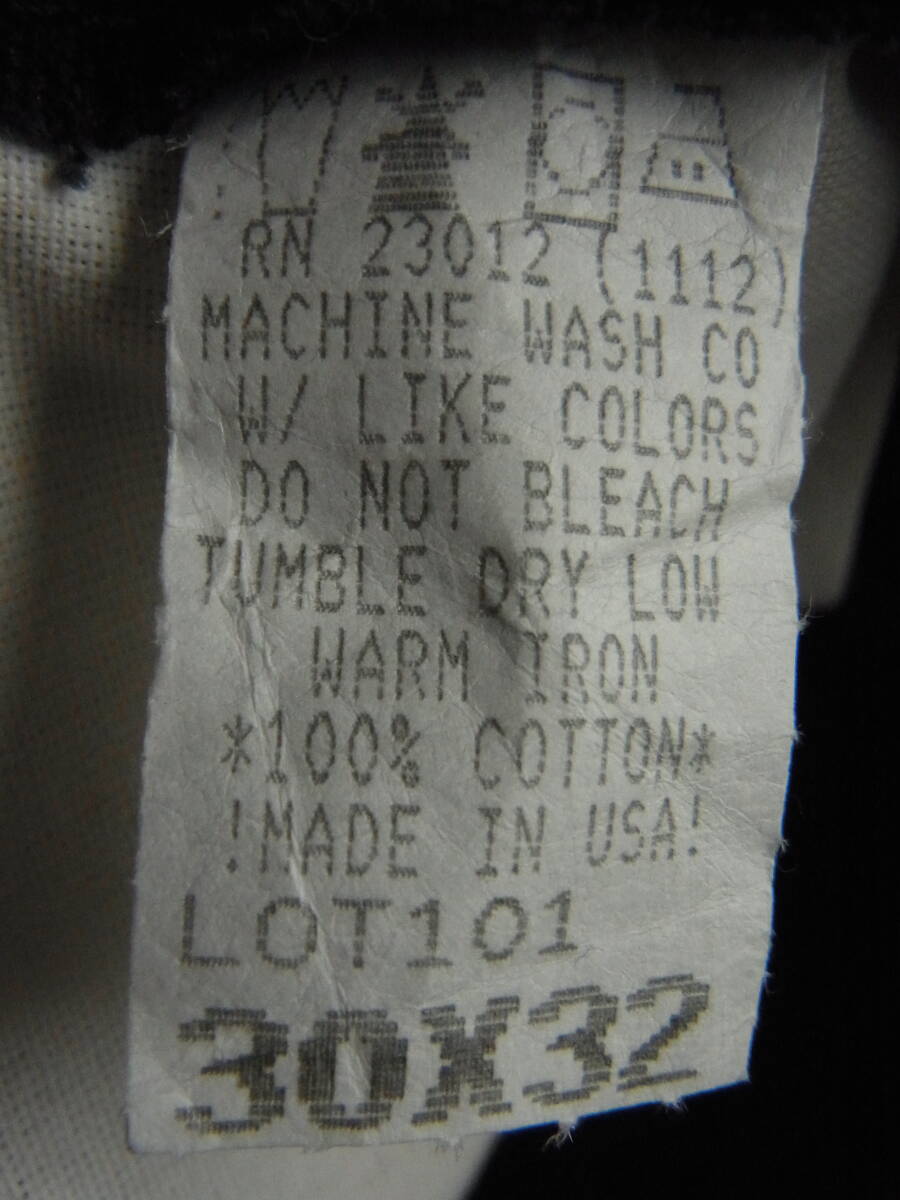 RN 23012 (1112)
MACHINE WASH CO
W/ LIKE COLORS
DO NOT BLEACH
TUMBLE DRY LOW
WARM IRON
*100% COTTON*
!MADE IN USA!
LOT101
30X32